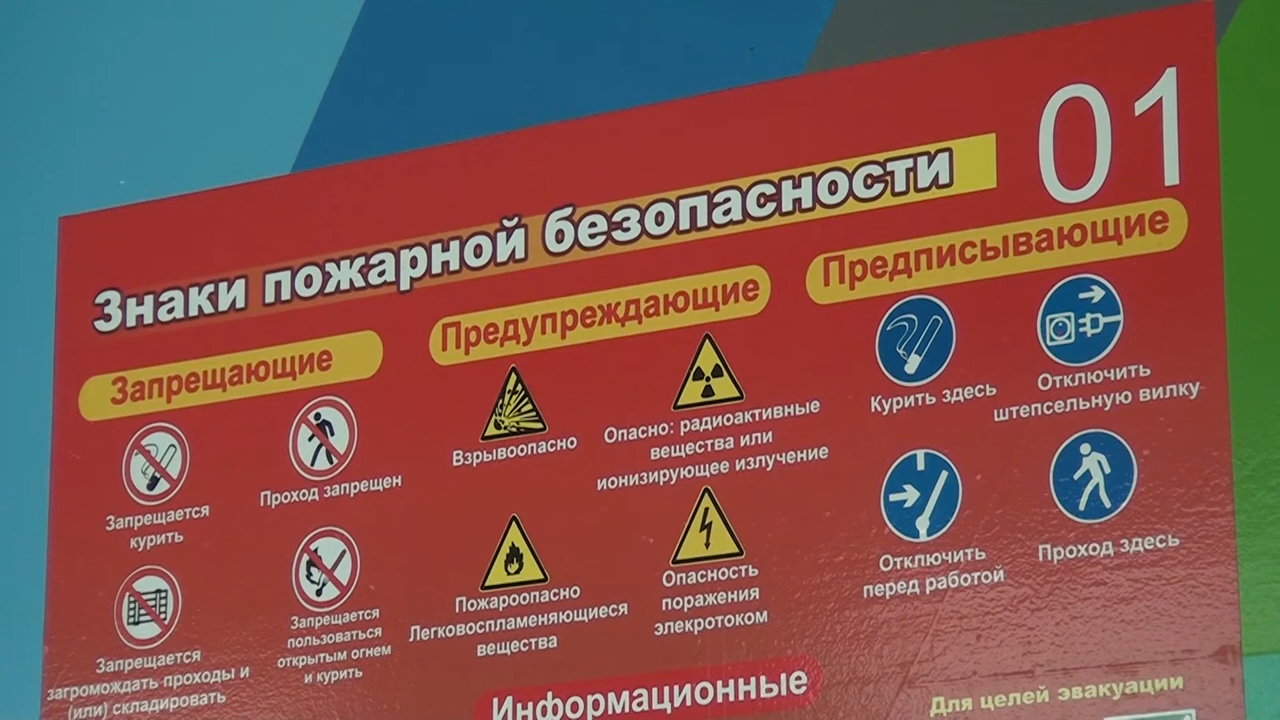 01
Знаки пожарной безопасности
Запрещающие
Запрещается
курить
Проход запрещен
Запрещается
загромождать проходы и
(или) складировать
Запрещается
пользоваться
открытым огнем
и курить
Предупреждающие
Взрывоопасно
Опасно: радиоактивные
вещества или
ионизирующее излучение
Пожароопасно
Легковоспламеняющиеся
вещества
Опасность
поражения
элекротоком
Предписывающие
Курить здесь
Отключить
штепсельную вилку
Отключить
перед работой
Проход здесь
Информационные
Для целей эвакуации